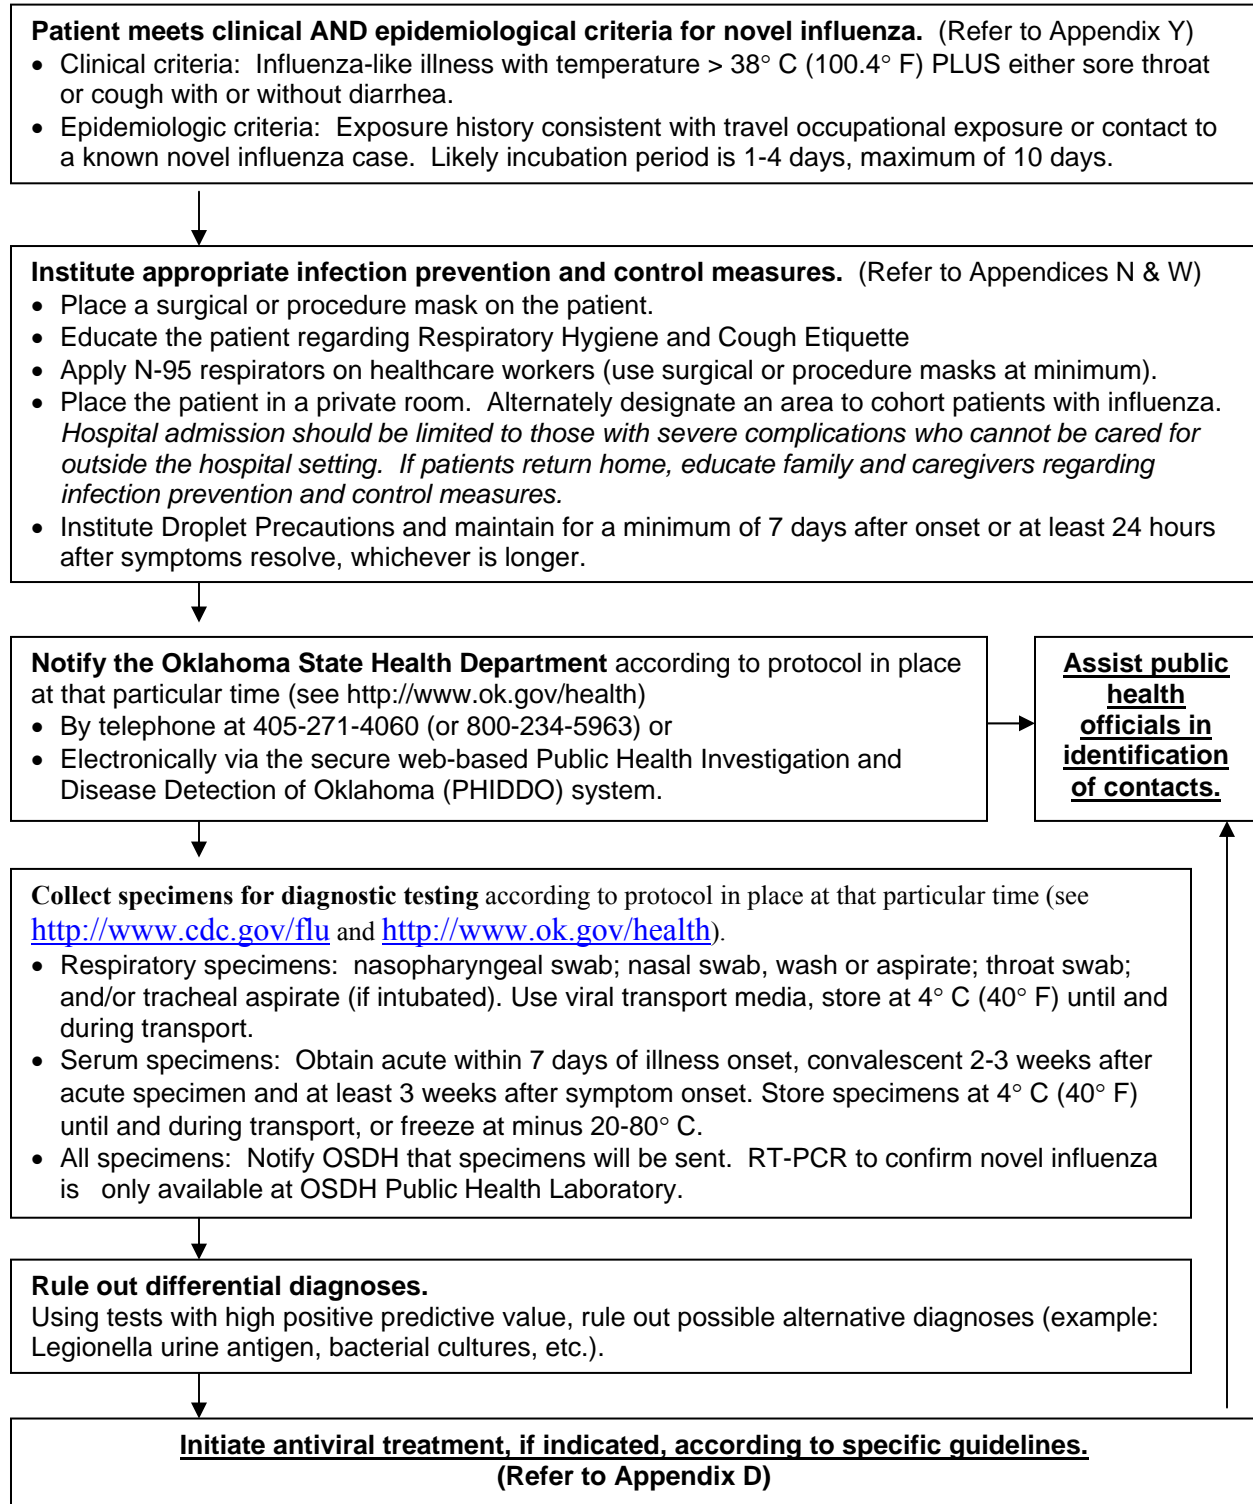 Patient meets clinical AND epidemiological criteria for novel influenza. (Refer to Appendix Y)
• Clinical criteria: Influenza-like illness with temperature > 38° C (100.4° F) PLUS either sore throat
or cough with or without diarrhea.
• Epidemiologic criteria: Exposure history consistent with travel occupational exposure or contact to
a known novel influenza case. Likely incubation period is 1-4 days, maximum of 10 days.
Institute appropriate infection prevention and control measures. (Refer to Appendices N & W)
• Place a surgical or procedure mask on the patient.
• Educate the patient regarding Respiratory Hygiene and Cough Etiquette
• Apply N-95 respirators on healthcare workers (use surgical or procedure masks at minimum).
• Place the patient in a private room. Alternately designate an area to cohort patients with influenza.
Hospital admission should be limited to those with severe complications who cannot be cared for
outside the hospital setting. If patients return home, educate family and caregivers regarding
infection prevention and control measures.
• Institute Droplet Precautions and maintain for a minimum of 7 days after onset or at least 24 hours
after symptoms resolve, whichever is longer.
Notify the Oklahoma State Health Department according to protocol in place
at that particular time (see http://www.ok.gov/health)
• By telephone at 405-271-4060 (or 800-234-5963) or
• Electronically via the secure web-based Public Health Investigation and
Disease Detection of Oklahoma (PHIDDO) system.
Assist public
health
officials in
identification
of contacts.
Collect specimens for diagnostic testing according to protocol in place at that particular time (see
http://www.cdc.gov/flu and http://www.ok.gov/health).
• Respiratory specimens: nasopharyngeal swab; nasal swab, wash or aspirate; throat swab;
and/or tracheal aspirate (if intubated). Use viral transport media, store at 4° C (40° F) until and
during transport.
• Serum specimens: Obtain acute within 7 days of illness onset, convalescent 2-3 weeks after
acute specimen and at least 3 weeks after symptom onset. Store specimens at 4° C (40° F)
until and during transport, or freeze at minus 20-80° C.
• All specimens: Notify OSDH that specimens will be sent. RT-PCR to confirm novel influenza
is only available at OSDH Public Health Laboratory.
Rule out differential diagnoses.
Using tests with high positive predictive value, rule out possible alternative diagnoses (example:
Legionella urine antigen, bacterial cultures, etc.).
Initiate antiviral treatment, if indicated, according to specific guidelines.
(Refer to Appendix D)